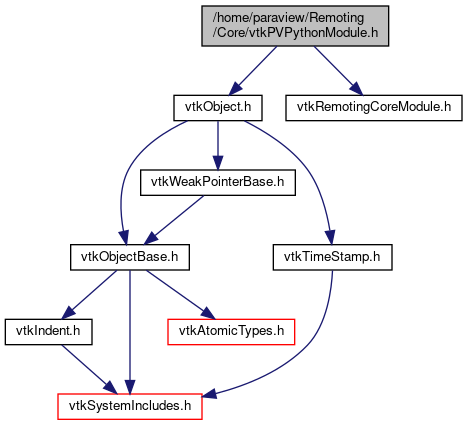 /home/paraview/Remoting
/Core/vtkPVPythonModule.h
vtkObject.h
vtkRemotingCoreModule.h
vtkWeakPointerBase.h
vtkObjectBase.h
vtkTimeStamp.h
vtkIndent.h
vtkAtomicTypes.h
vtkSystemIncludes.h